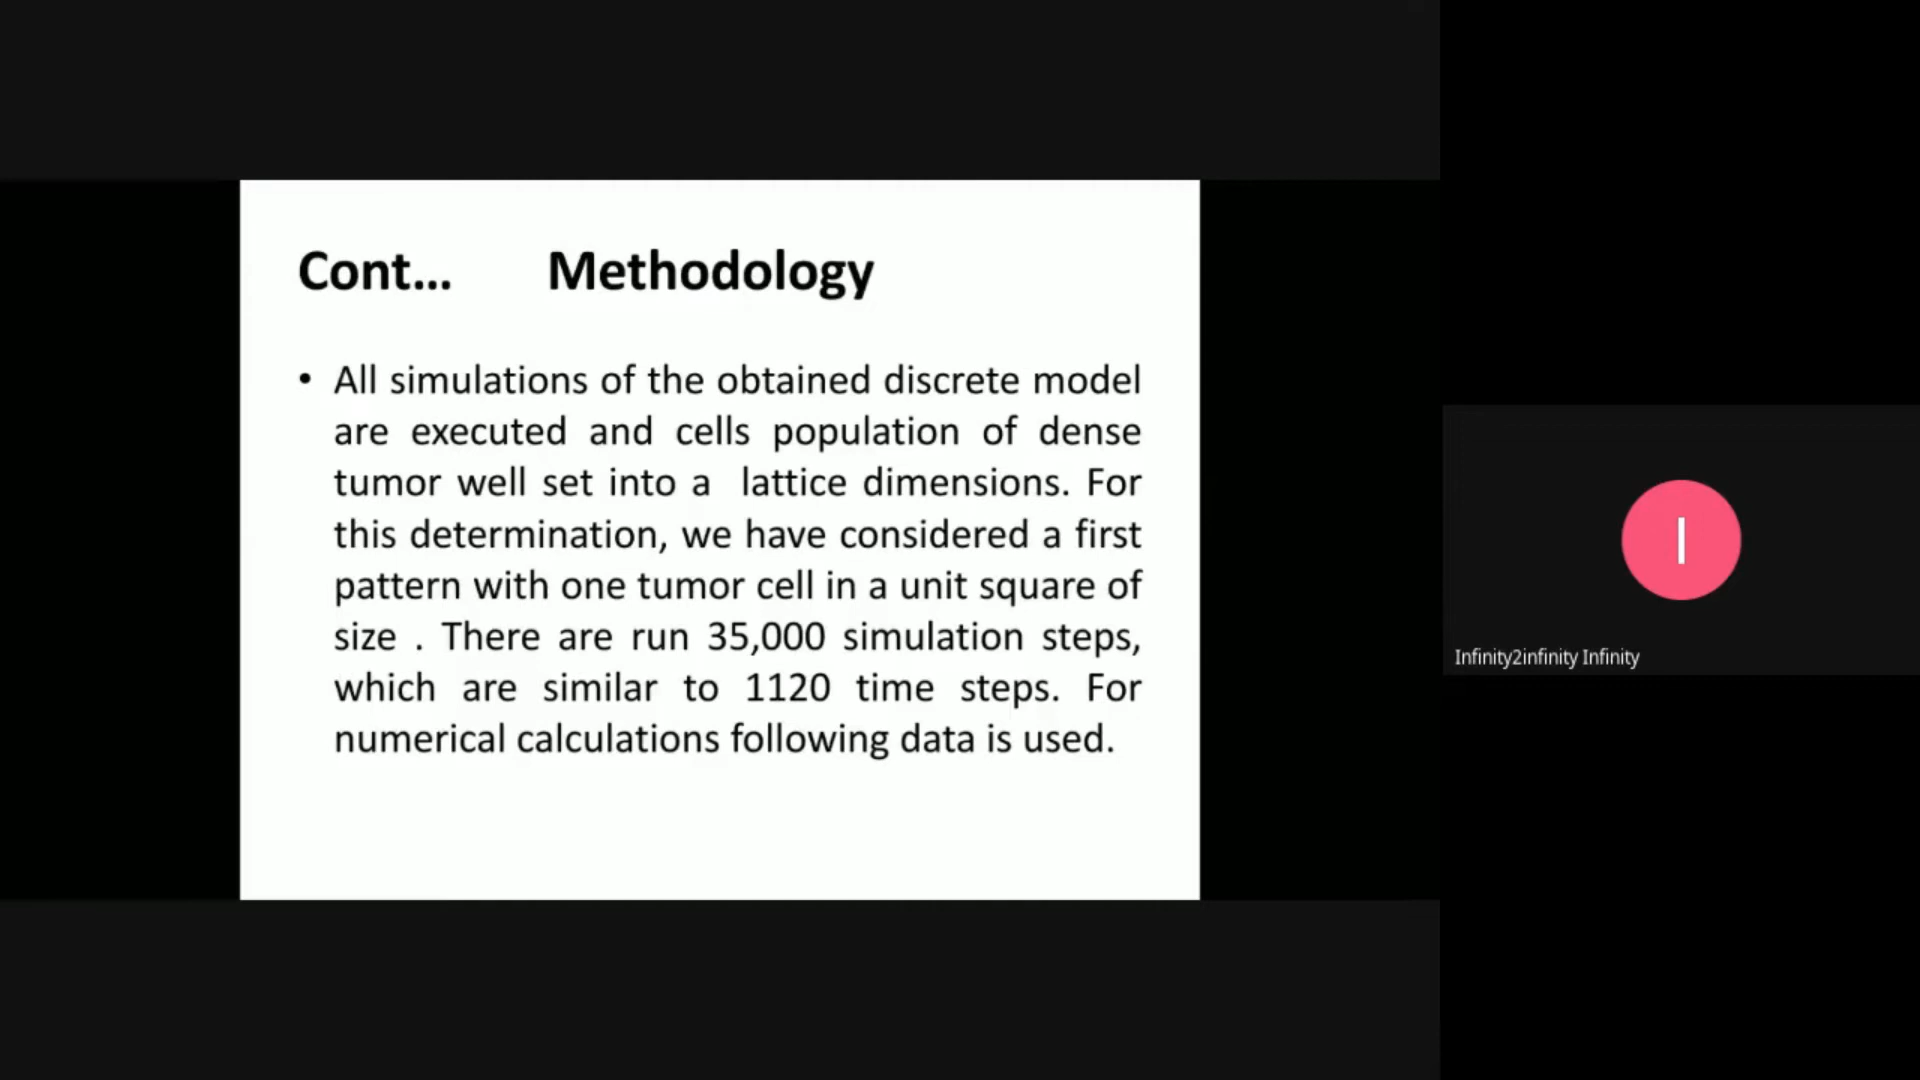 Cont... Methodology
• All simulations of the obtained discrete model
are executed and cells population of dense
tumor well set into a lattice dimensions. For
this determination, we have considered a first
pattern with one tumor cell in a unit square of
size . There are run 35,000 simulation steps,
which are similar to 1120 time steps. For
numerical calculations following data is used.
I
Infinity2infinity Infinity